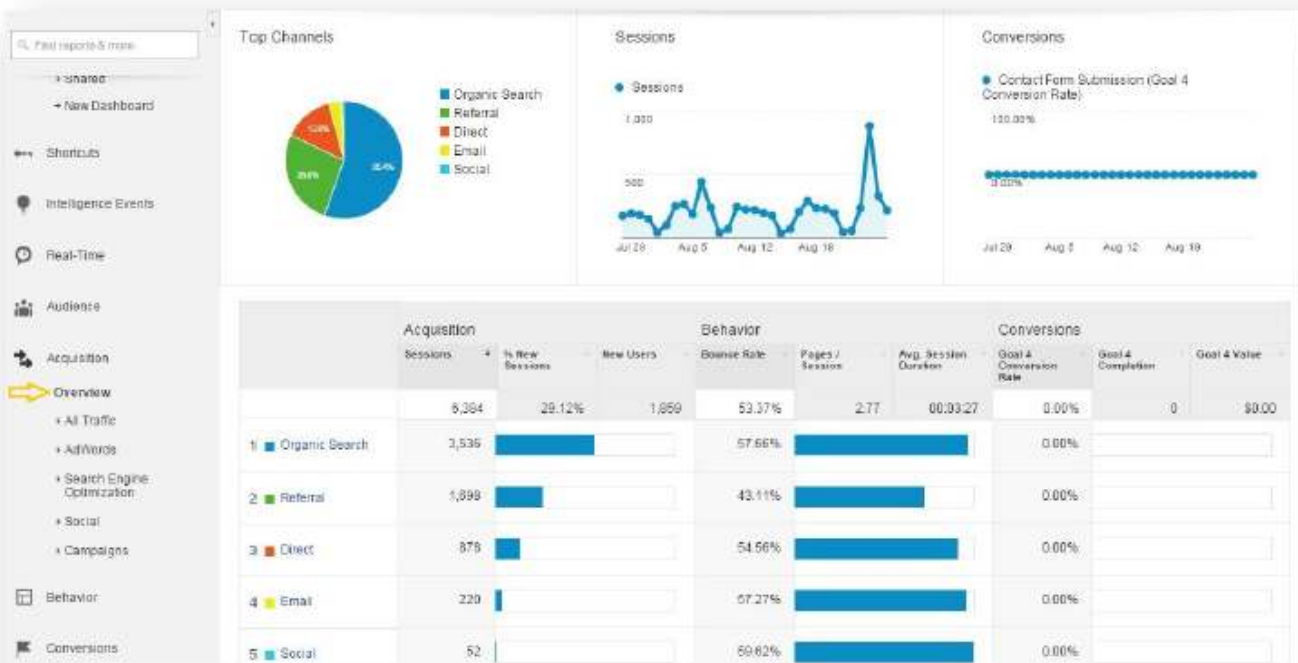 Find reports & more
Shared
New Dashboard
Shortcuts
Intelligence Events
Real-Time
Audience
Acquisition
Overview
All Traffic
AdWords
Search Engine
Optimization
Social
Campaigns
Behavior
Conversions
Top Channels
Organic Search
Referral
Direct
Email
Social
Sessions
Sessions
1,000
500
Jul 29 Aug 5 Aug 12 Aug 19
Conversions
Contact Form Submission (Goal 4
Conversion Rate)
100.00%
0.00%
Jul 29 Aug 5 Aug 12 Aug 19
Acquisition Behavior Conversions
Sessions % New Sessions New Users Bounce Rate Pages / Session Avg. Session Duration Goal 4 Conversion Rate Goal 4 Completion Goal 4 Value
6,384 29.12% 1,859 53.37% 2.77 00:03:27 0.00% 0 $0.00
1 Organic Search 3,536 57.66% 0.00%
2 Referral 1,698 43.11% 0.00%
3 Direct 878 54.56% 0.00%
4 Email 220 57.27% 0.00%
5 Social 52 59.62% 0.00%